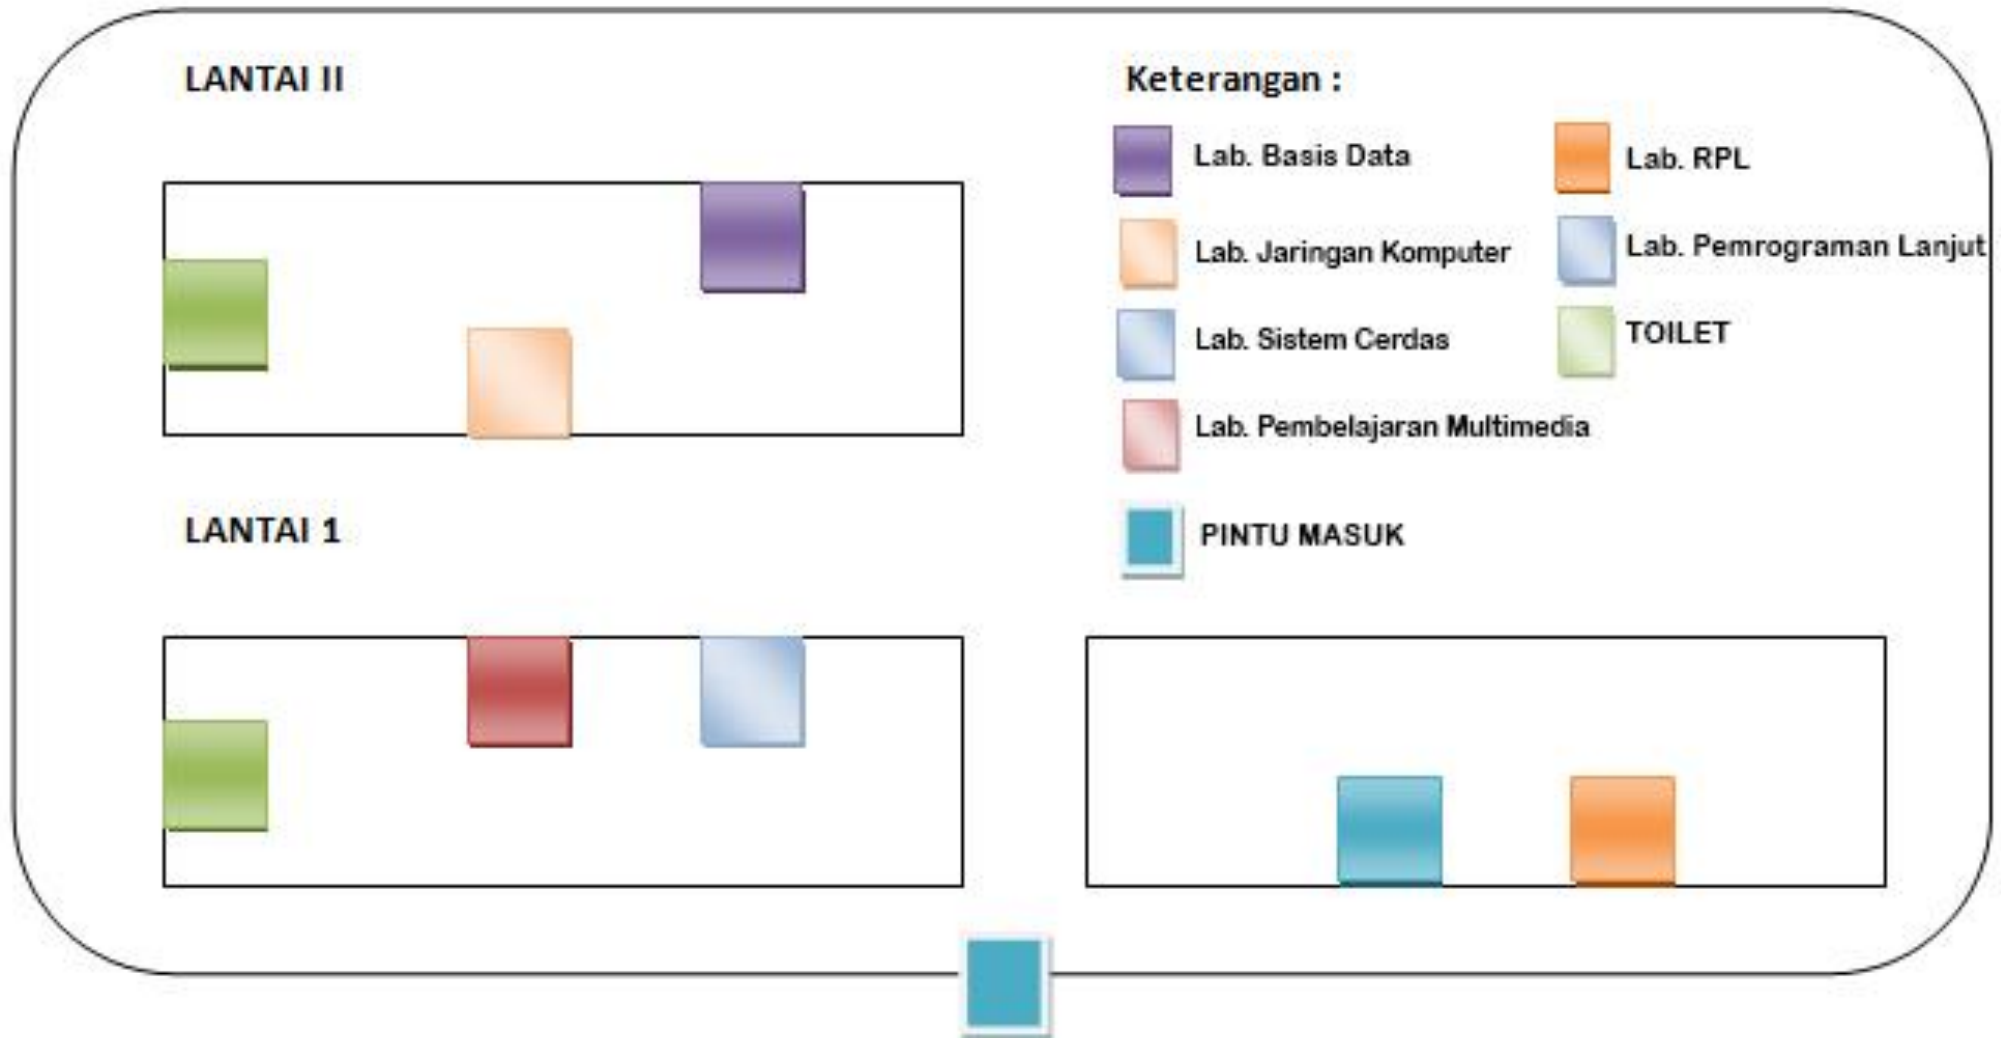 LANTAI II
Keterangan :
Lab. Basis Data
Lab. RPL
Lab. Jaringan Komputer
Lab. Pemrograman Lanjut
Lab. Sistem Cerdas
TOILET
Lab. Pembelajaran Multimedia
LANTAI 1
PINTU MASUK